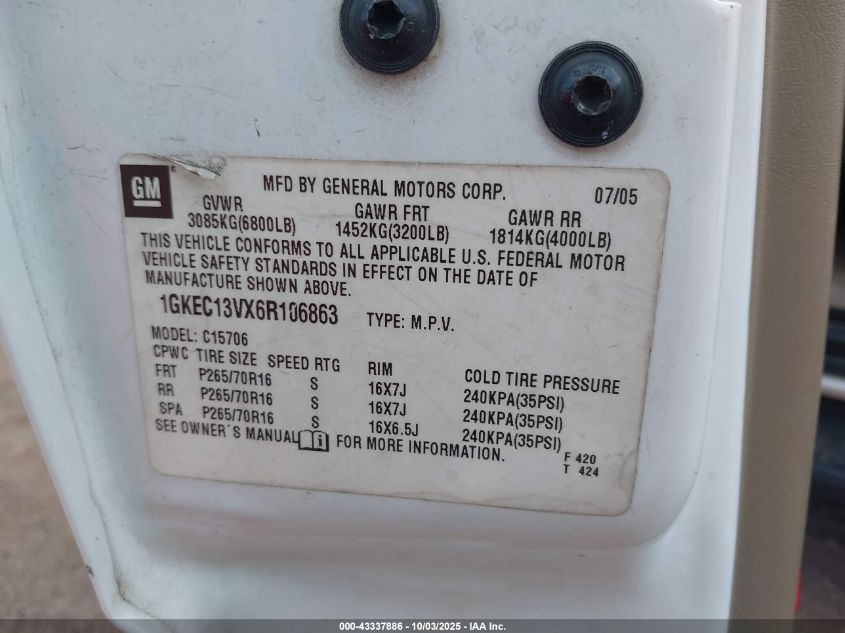 GM
MFD BY GENERAL MOTORS CORP. 07/05
GVWR GAWR FRT GAWR RR
3085KG(6800LB) 1452KG(3200LB) 1814KG(4000LB)
THIS VEHICLE CONFORMS TO ALL APPLICABLE U.S. FEDERAL MOTOR
VEHICLE SAFETY STANDARDS IN EFFECT ON THE DATE OF
MANUFACTURE SHOWN ABOVE.
1GKEC13VX6R106863 TYPE: M.P.V.
MODEL: C15706
CPWC TIRE SIZE SPEED RTG RIM COLD TIRE PRESSURE
FRT P265/70R16 S 16X7J 240KPA(35PSI)
RR P265/70R16 S 16X7J 240KPA(35PSI)
SPA P265/70R16 S 16X6.5J 240KPA(35PSI)
SEE OWNER'S MANUAL FOR MORE INFORMATION.
F 420
T 424
000-43337886 - 10/03/2025 - IAA Inc.